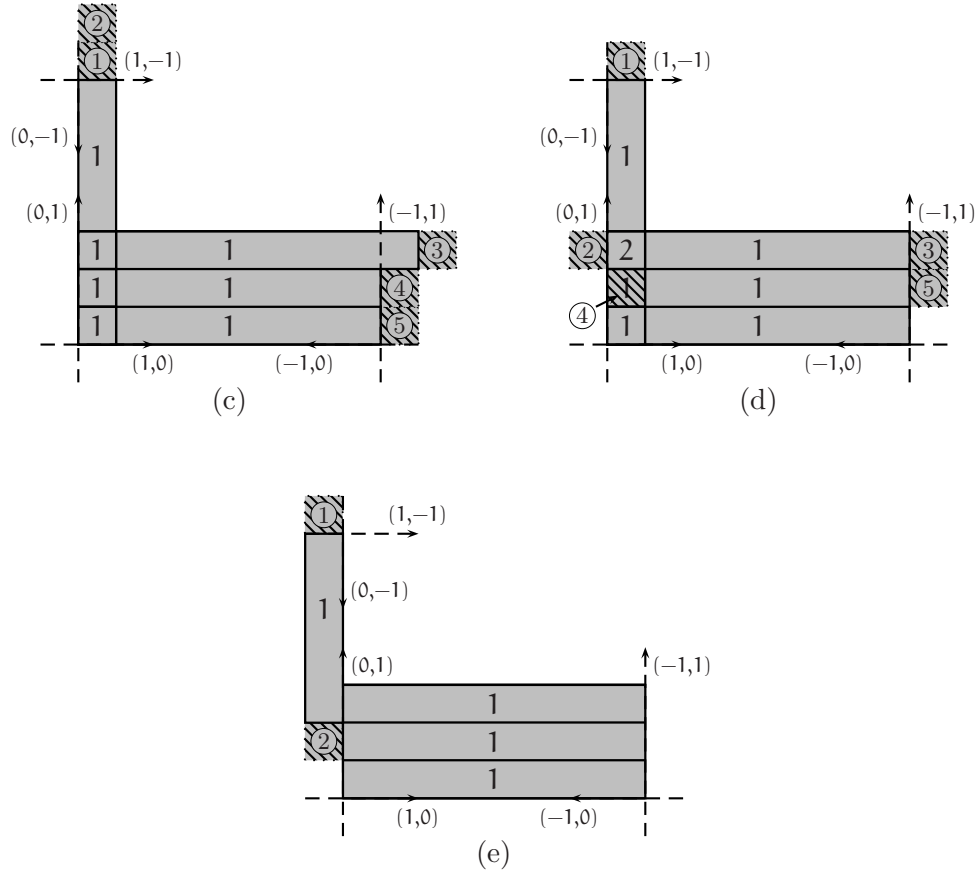 ②
① (1,−1)
(0,−1) 1
(0,1) (−1,1)
1 1 ③
1 1 ④
1 1 ⑤
(1,0) (−1,0)
(c)
① (1,−1)
(0,−1) 1
(0,1) (−1,1)
② 2 1 ③
1 1 ⑤
④
1 1
(1,0) (−1,0)
(d)
① (1,−1)
1 (0,−1)
(0,1) (−1,1)
1
② 1
1
(1,0) (−1,0)
(e)